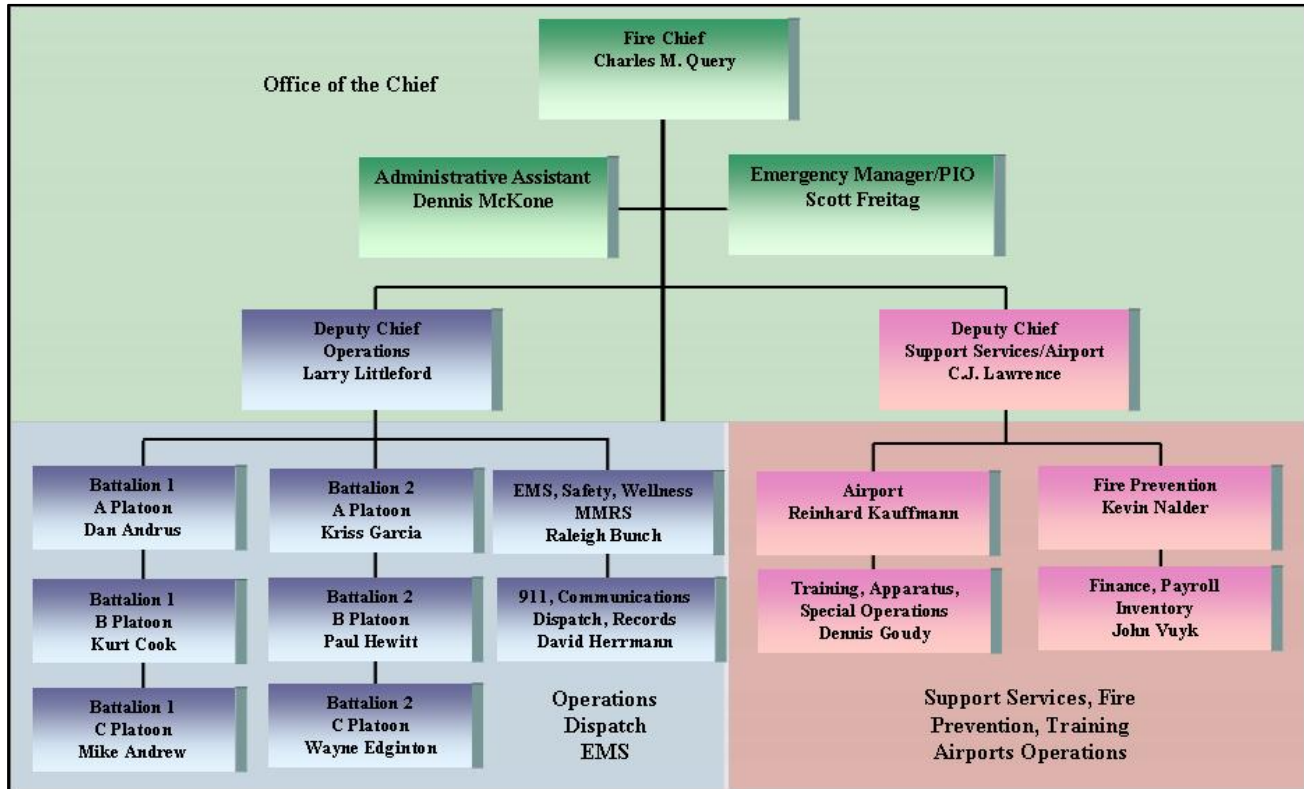 Fire Chief
Charles M. Query
Office of the Chief
Administrative Assistant
Dennis McKone
Emergency Manager/PIO
Scott Freitag
Deputy Chief
Operations
Larry Littleford
Deputy Chief
Support Services/Airport
C.J. Lawrence
Battalion 1
A Platoon
Dan Andrus
Battalion 2
A Platoon
Kriss Garcia
EMS, Safety, Wellness
MMRS
Raleigh Bunch
Airport
Reinhard Kauffmann
Fire Prevention
Kevin Nalder
Battalion 1
B Platoon
Kurt Cook
Battalion 2
B Platoon
Paul Hewitt
911, Communications
Dispatch, Records
David Herrmann
Training, Apparatus,
Special Operations
Dennis Goudy
Finance, Payroll
Inventory
John Vuyk
Battalion 1
C Platoon
Mike Andrew
Battalion 2
C Platoon
Wayne Edginton
Operations
Dispatch
EMS
Support Services, Fire
Prevention, Training
Airports Operations